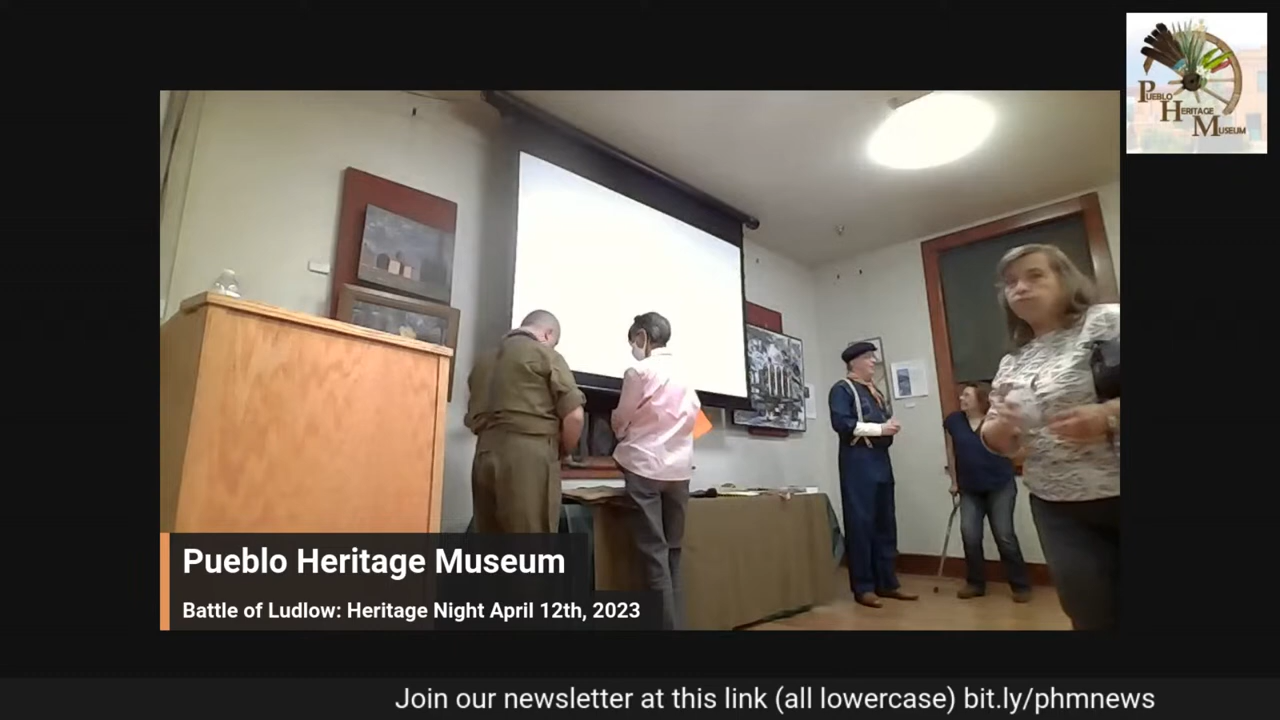 PUEBLO
HERITAGE
MUSEUM
Pueblo Heritage Museum
Battle of Ludlow: Heritage Night April 12th, 2023
Join our newsletter at this link (all lowercase) bit.ly/phmnews